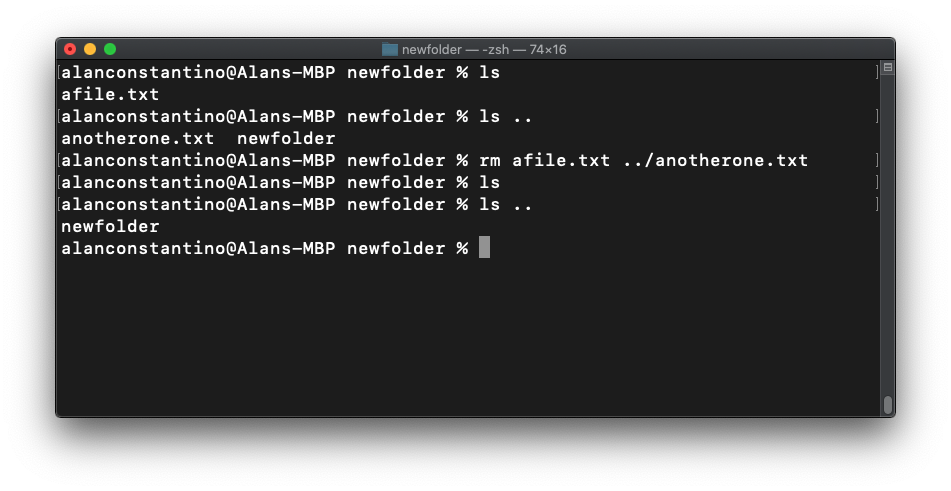 newfolder — -zsh — 74×16
[alanconstantino@Alans-MBP newfolder % ls ]
afile.txt
[alanconstantino@Alans-MBP newfolder % ls .. ]
anotherone.txt  newfolder
[alanconstantino@Alans-MBP newfolder % rm afile.txt ../anotherone.txt ]
[alanconstantino@Alans-MBP newfolder % ls ]
[alanconstantino@Alans-MBP newfolder % ls .. ]
newfolder
alanconstantino@Alans-MBP newfolder %